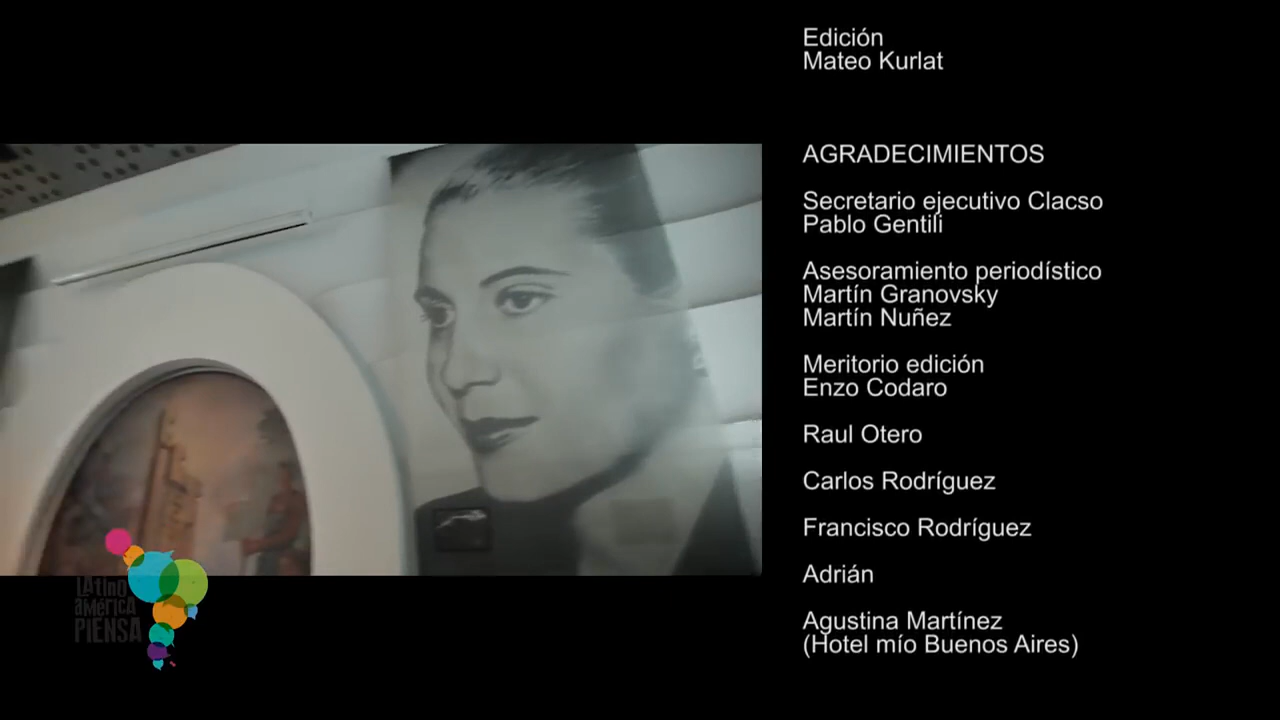 Edición
Mateo Kurlat
AGRADECIMIENTOS
Secretario ejecutivo Clacso
Pablo Gentili
Asesoramiento periodístico
Martín Granovsky
Martín Nuñez
Meritorio edición
Enzo Codaro
Raul Otero
Carlos Rodríguez
Francisco Rodríguez
Adrián
Agustina Martínez
(Hotel mío Buenos Aires)
LAtino
américA
PIENSA